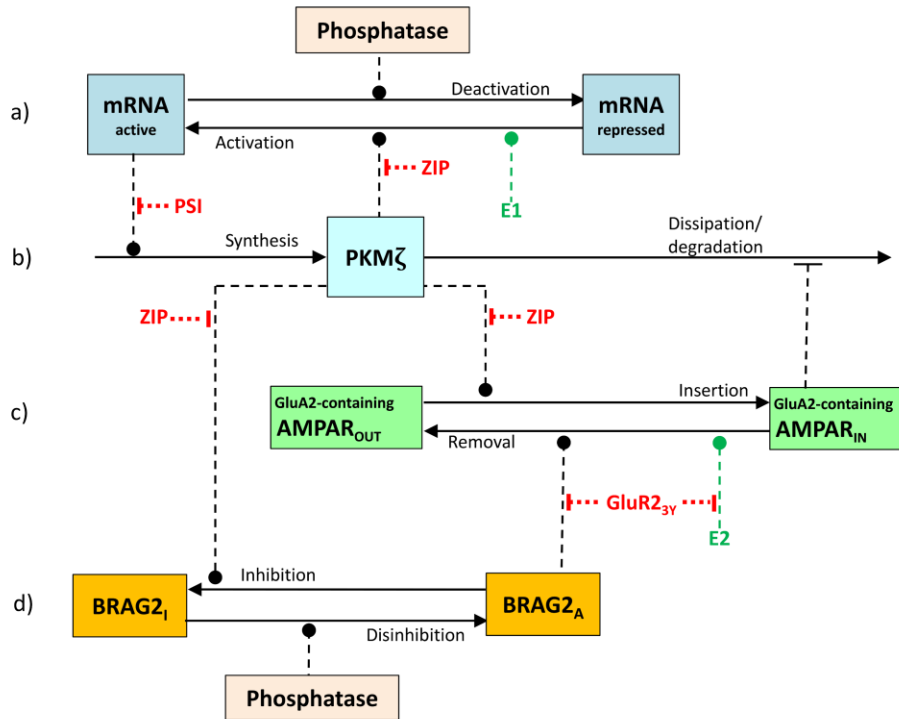 Phosphatase
a)
mRNA
active
Deactivation
mRNA
repressed
Activation
ZIP
PSI
E1
b)
Synthesis
PKMζ
Dissipation/
degradation
ZIP
ZIP
c)
GluA2-containing
AMPAR_OUT
Insertion
Removal
GluA2-containing
AMPAR_IN
GluR2_3Y
E2
d)
BRAG2_I
Inhibition
BRAG2_A
Disinhibition
Phosphatase